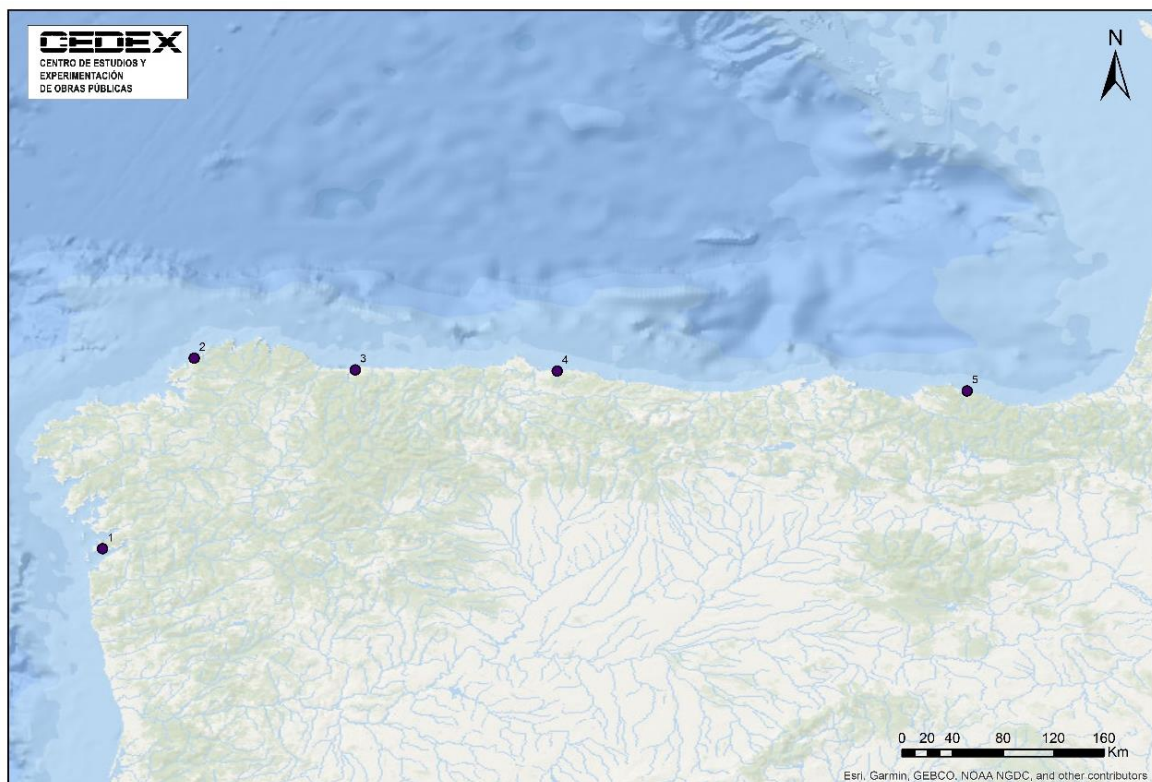 CEDEX
CENTRO DE ESTUDIOS Y
EXPERIMENTACIÓN
DE OBRAS PÚBLICAS
N
2
3
4
5
1
0 20 40 80 120 160
Km
Esri, Garmin, GEBCO, NOAA NGDC, and other contributors